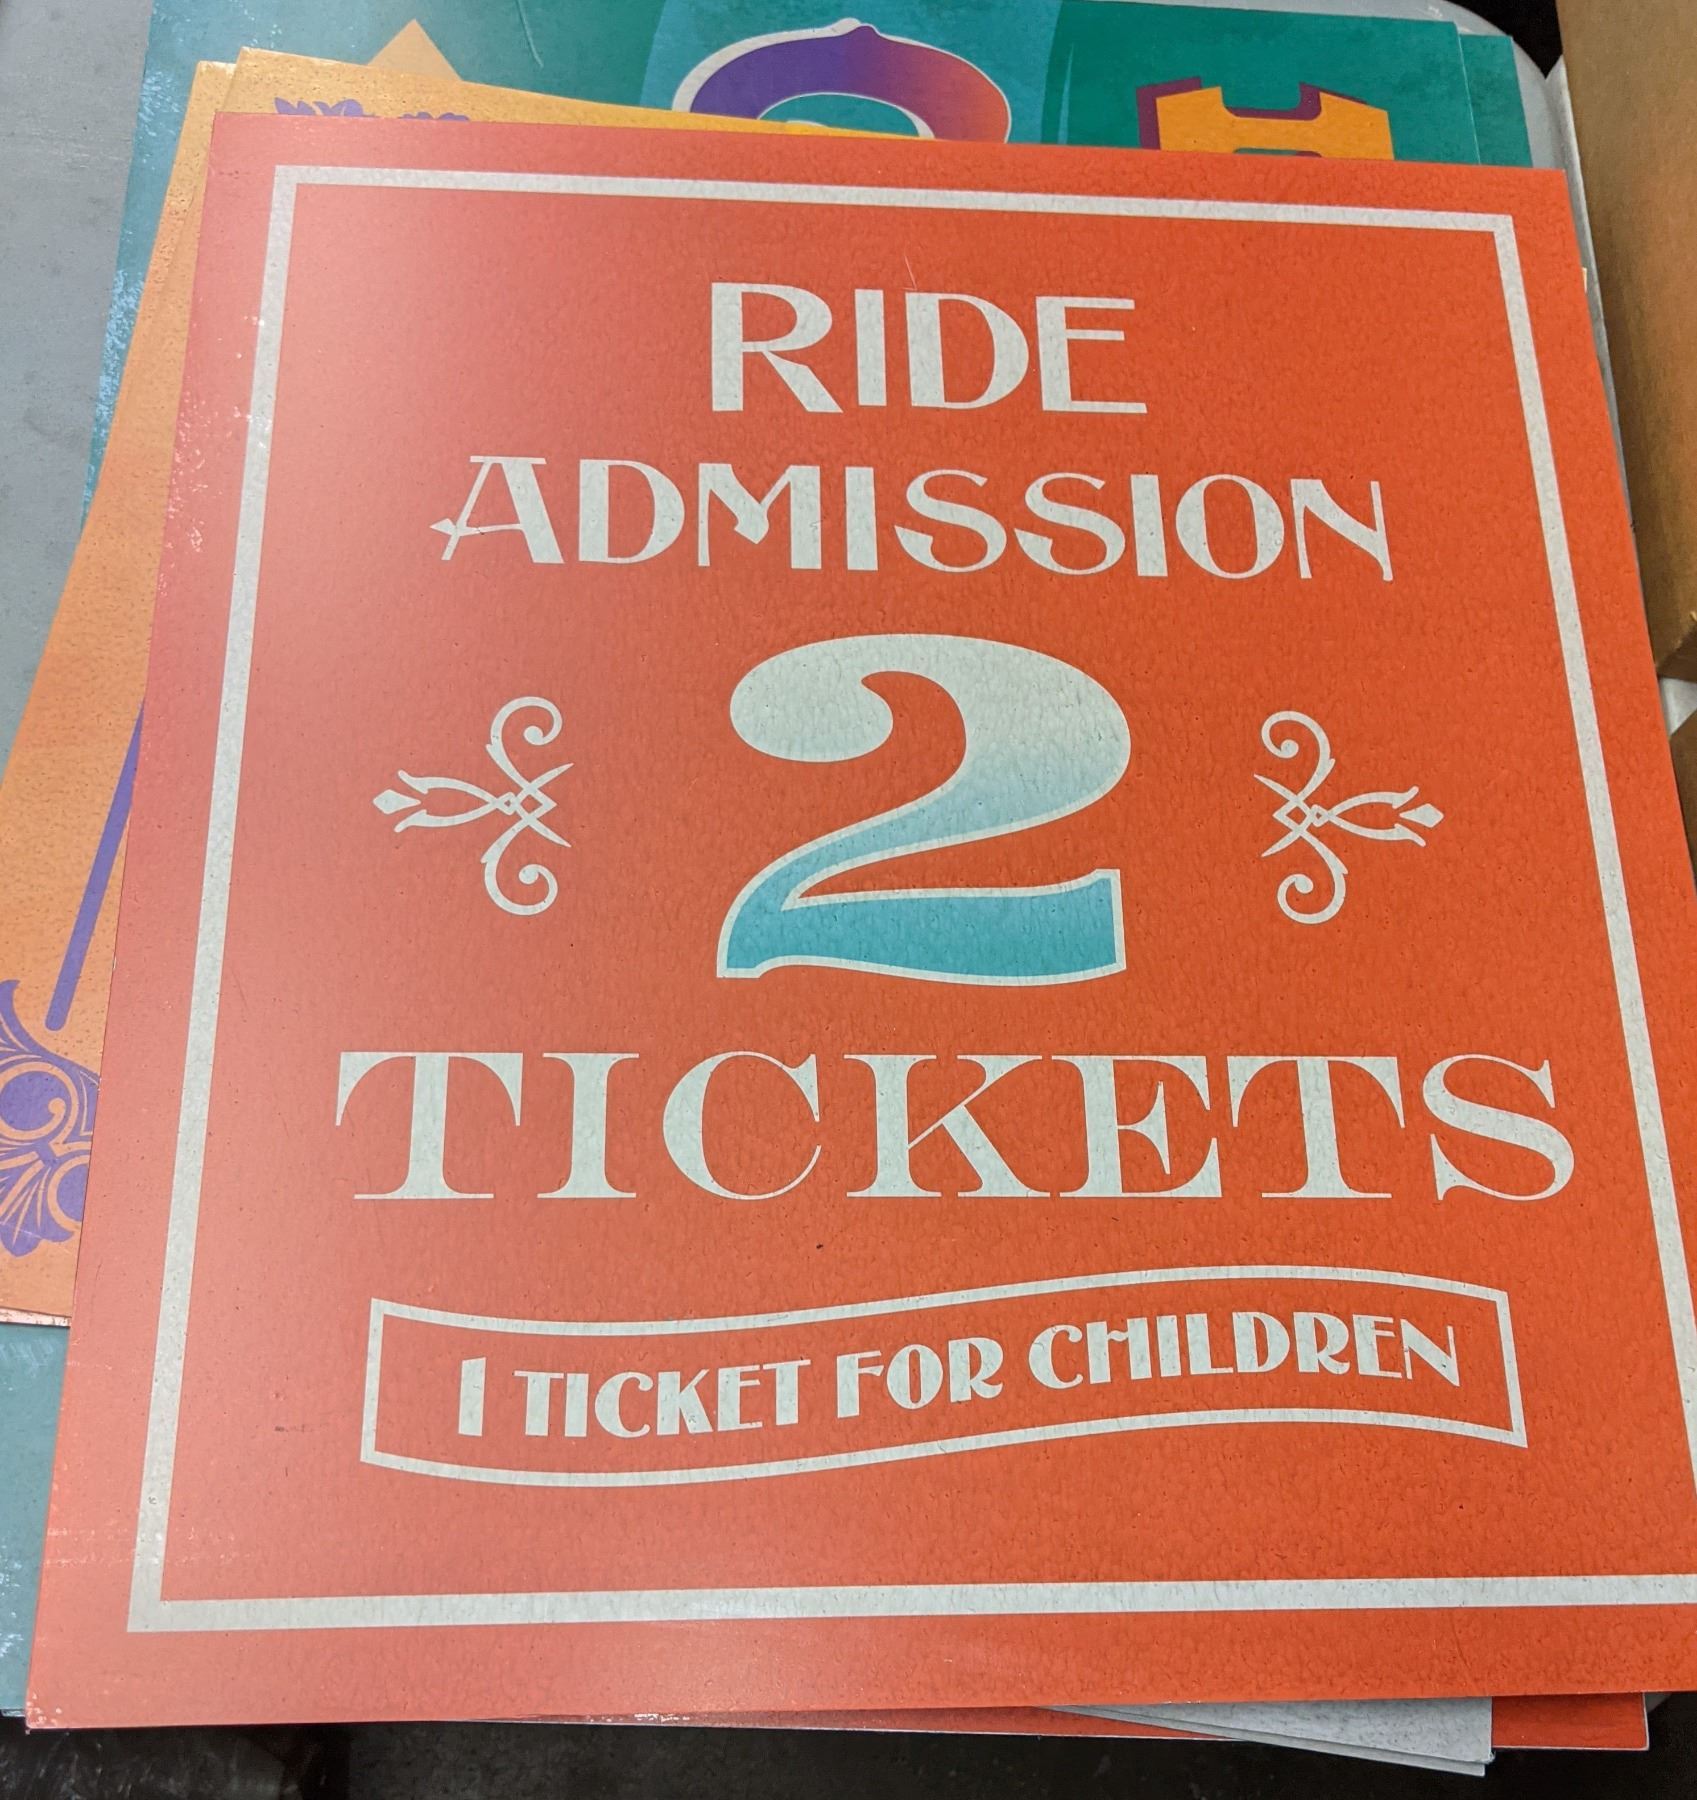 RIDE
ADMISSION
2
TICKETS
1 TICKET FOR CHILDREN